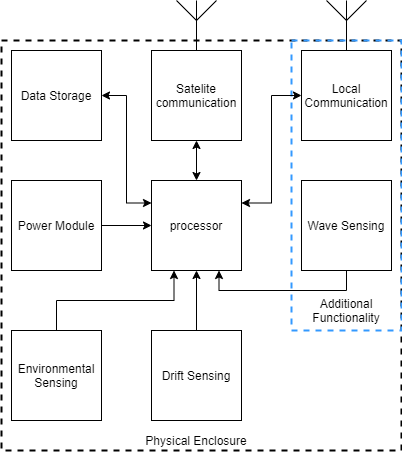 Data Storage
Satelite
communication
Local
Communication
Power Module
processor
Wave Sensing
Additional
Functionality
Environmental
Sensing
Drift Sensing
Physical Enclosure